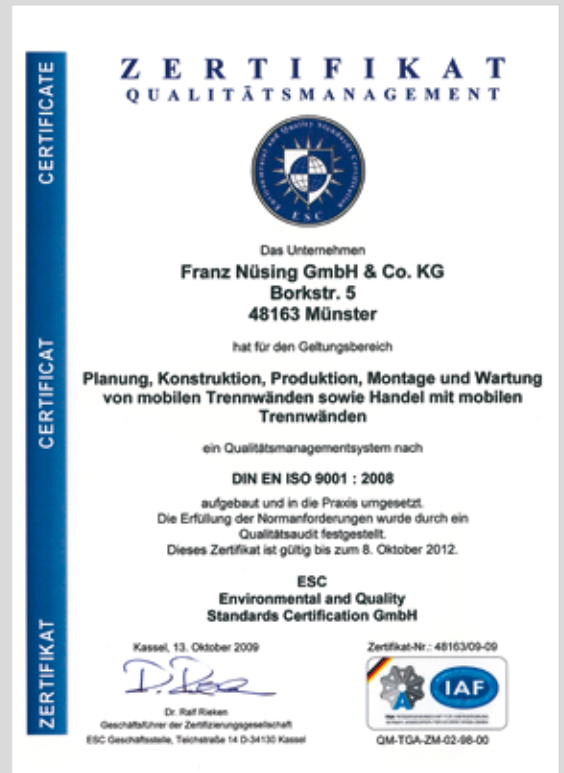 ZERTIFIKAT
QUALITÄTSMANAGEMENT
CERTIFICATE
CERTIFICAT
ZERTIFIKAT
Environmental and Quality Standards Certification
ESC
Das Unternehmen
Franz Nüsing GmbH & Co. KG
Borkstr. 5
48163 Münster
hat für den Geltungsbereich
Planung, Konstruktion, Produktion, Montage und Wartung
von mobilen Trennwänden sowie Handel mit mobilen
Trennwänden
ein Qualitätsmanagementsystem nach
DIN EN ISO 9001 : 2008
aufgebaut und in die Praxis umgesetzt.
Die Erfüllung der Normanforderungen wurde durch ein
Qualitätsaudit festgestellt.
Dieses Zertifikat ist gültig bis zum 8. Oktober 2012.
ESC
Environmental and Quality
Standards Certification GmbH
Kassel, 13. Oktober 2009
Zertifikat-Nr.: 48163/09-09
Dr. Ralf Rieken
Geschäftsführer der Zertifizierungsgesellschaft
ESC Geschäftsstelle, Teichstraße 14 D-34130 Kassel
A
IAF
QM-TGA-ZM-02-98-00